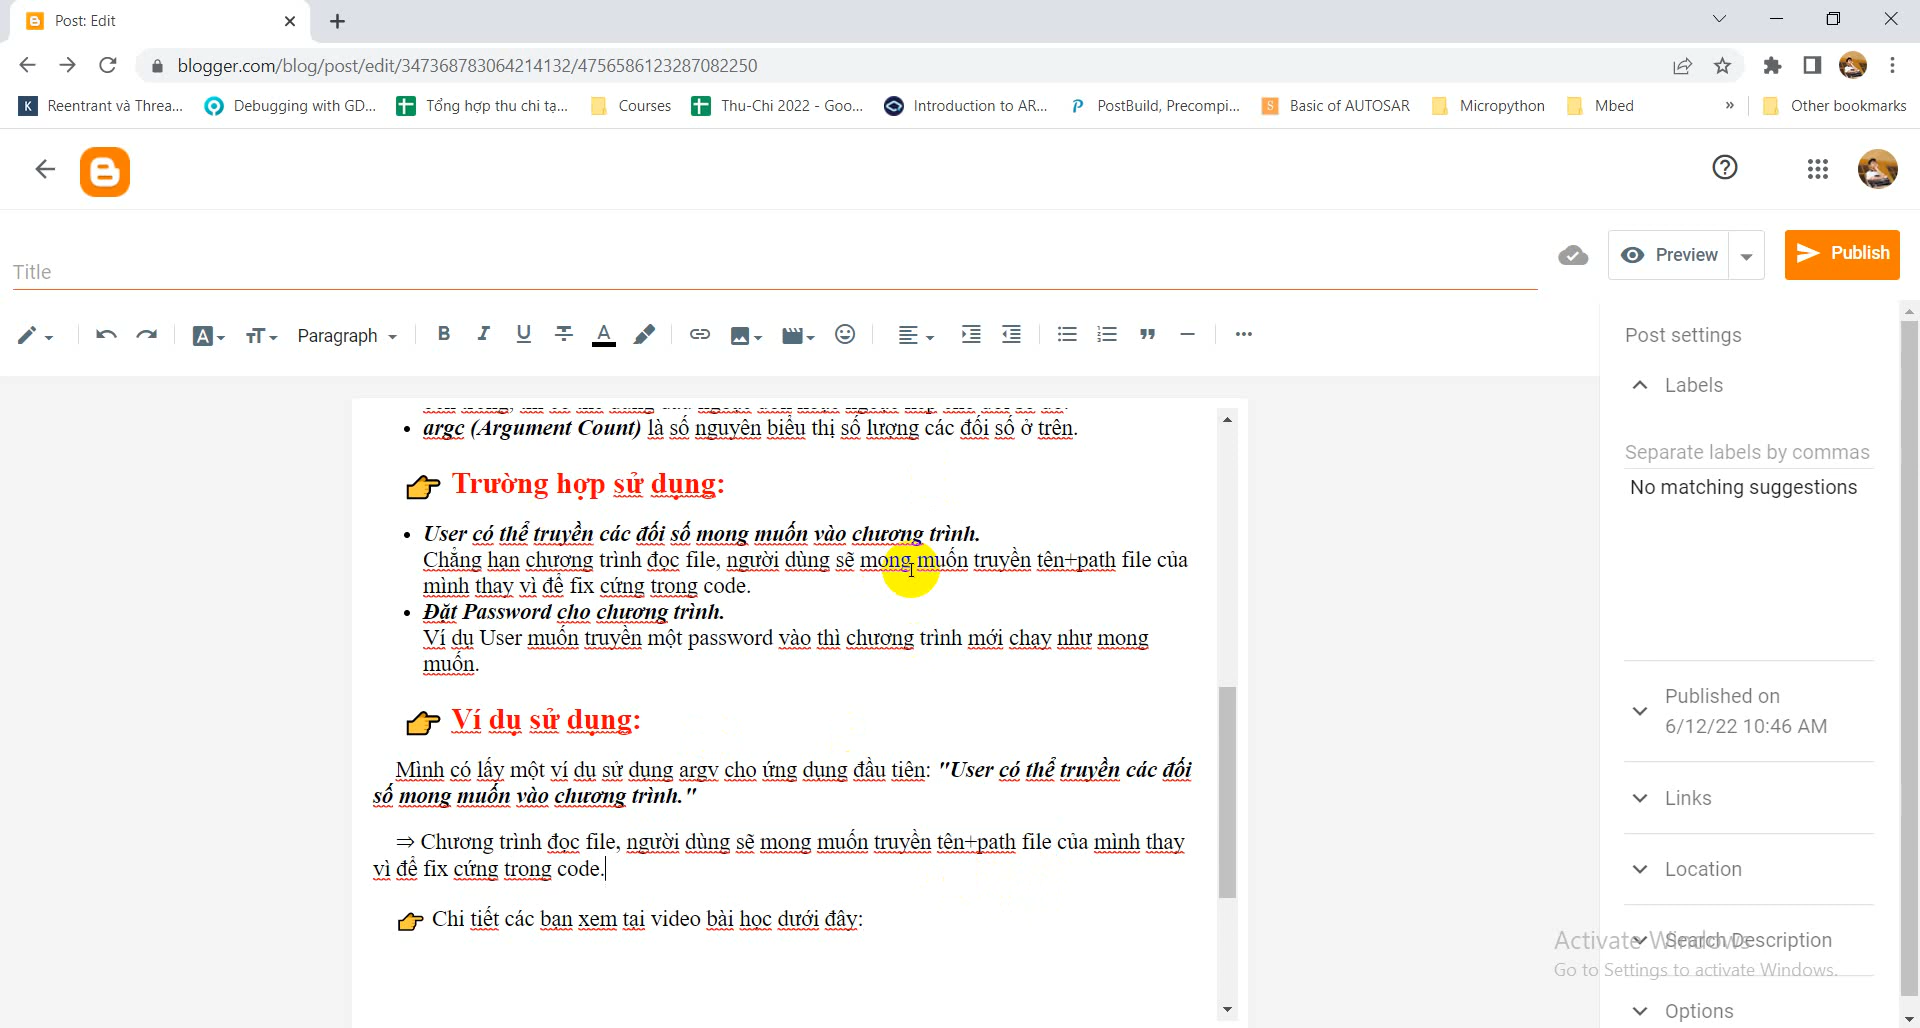 Post: Edit
blogger.com/blog/post/edit/347368783064214132/4756586123287082250
Reentrant và Threa... Debugging with GD... Tổng hợp thu chi tạ... Courses Thu-Chi 2022 - Goo... Introduction to AR... PostBuild, Precompi... Basic of AUTOSAR Micropython Mbed » Other bookmarks
Title
Preview
Publish
Paragraph
argc (Argument Count) là số nguyên biểu thị số lượng các đối số ở trên.
Trường hợp sử dụng:
User có thể truyền các đối số mong muốn vào chương trình.
Chẳng hạn chương trình đọc file, người dùng sẽ mong muốn truyền tên+path file của
mình thay vì để fix cứng trong code.
Đặt Password cho chương trình.
Ví dụ User muốn truyền một password vào thì chương trình mới chạy như mong
muốn.
Ví dụ sử dụng:
Mình có lấy một ví dụ sử dụng argv cho ứng dụng đầu tiên: "User có thể truyền các đối
số mong muốn vào chương trình."
⇒ Chương trình đọc file, người dùng sẽ mong muốn truyền tên+path file của mình thay
vì để fix cứng trong code.
Chi tiết các bạn xem tại video bài học dưới đây:
Post settings
Labels
Separate labels by commas
No matching suggestions
Published on
6/12/22 10:46 AM
Links
Location
Search Description
Options
Activate Windows
Go to Settings to activate Windows.